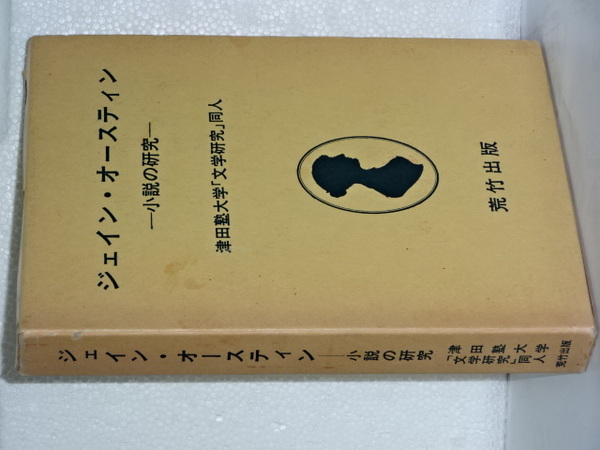 ジェイン・オースティン
―小説の研究―
津田塾大学「文学研究」同人
荒竹出版
ジェイン・オースティン――小説の研究
津田塾大学
「文学研究」同人
荒竹出版